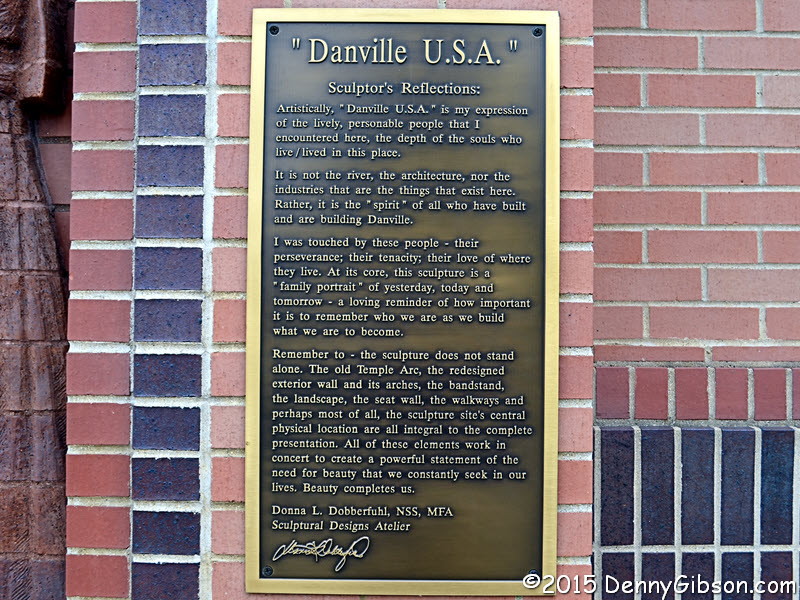 " Danville U.S.A. "
Sculptor's Reflections:
Artistically, "Danville U.S.A." is my expression
of the lively, personable people that I
encountered here, the depth of the souls who
live/lived in this place.
It is not the river, the architecture, nor the
industries that are the things that exist here.
Rather, it is the "spirit" of all who have built
and are building Danville.
I was touched by these people - their
perseverance; their tenacity; their love of where
they live. At its core, this sculpture is a
"family portrait" of yesterday, today and
tomorrow - a loving reminder of how important
it is to remember who we are as we build
what we are to become.
Remember to - the sculpture does not stand
alone. The old Temple Arc, the redesigned
exterior wall and its arches, the bandstand,
the landscape, the seat wall, the walkways and
perhaps most of all, the sculpture site's central
physical location are all integral to the complete
presentation. All of these elements work in
concert to create a powerful statement of the
need for beauty that we constantly seek in our
lives. Beauty completes us.
Donna L. Dobberfuhl, NSS, MFA
Sculptural Designs Atelier
©2015 DennyGibson.com